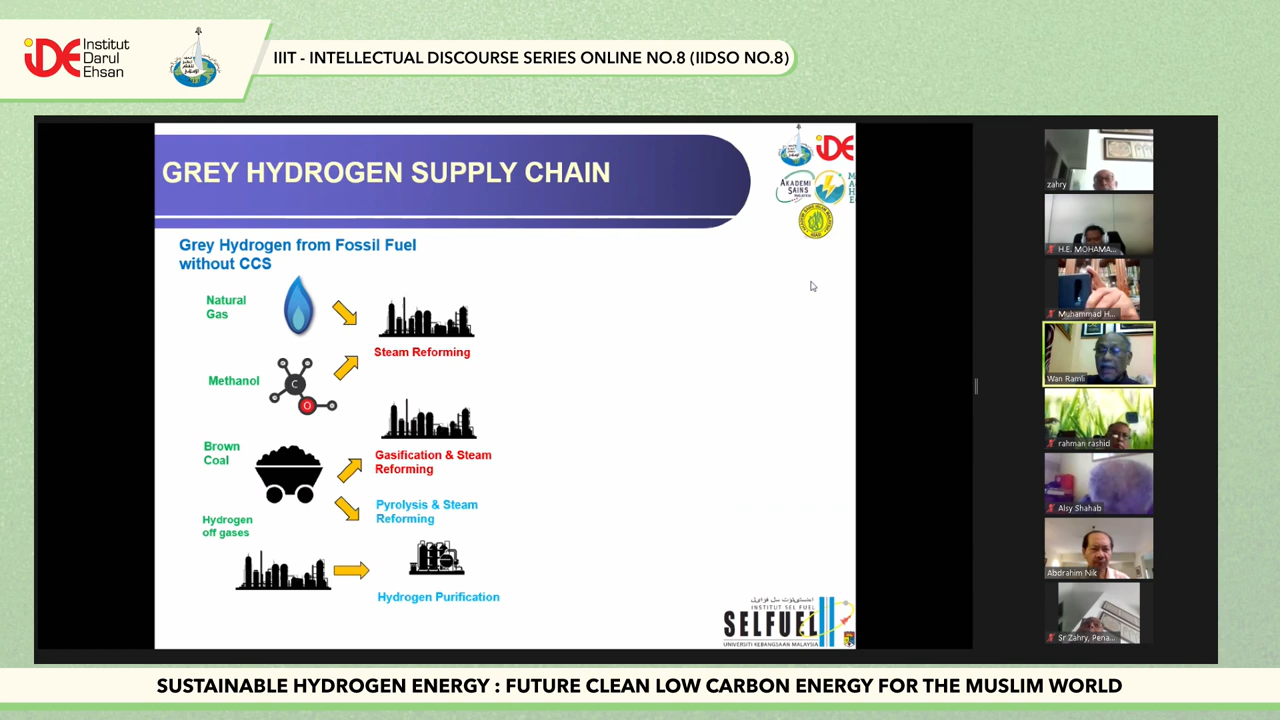 iDE Institut
Darul
Ehsan
IIIT - INTELLECTUAL DISCOURSE SERIES ONLINE NO.8 (IIDSO NO.8)
GREY HYDROGEN SUPPLY CHAIN
iDE
AKADEMI
SAINS
Grey Hydrogen from Fossil Fuel
without CCS
Natural
Gas
Steam Reforming
Methanol
C
O
Brown
Coal
Gasification & Steam
Reforming
Pyrolysis & Steam
Reforming
Hydrogen
off gases
Hydrogen Purification
INSTITUT SEL FUEL
SELFUEL
UNIVERSITI KEBANGSAAN MALAYSIA
zahry
H.E. MOHAMA...
Muhammad H...
Wan Ramli
rahman rashid
Alsy Shahab
Abdrahim Nik
Sr Zahry, Pena...
SUSTAINABLE HYDROGEN ENERGY : FUTURE CLEAN LOW CARBON ENERGY FOR THE MUSLIM WORLD